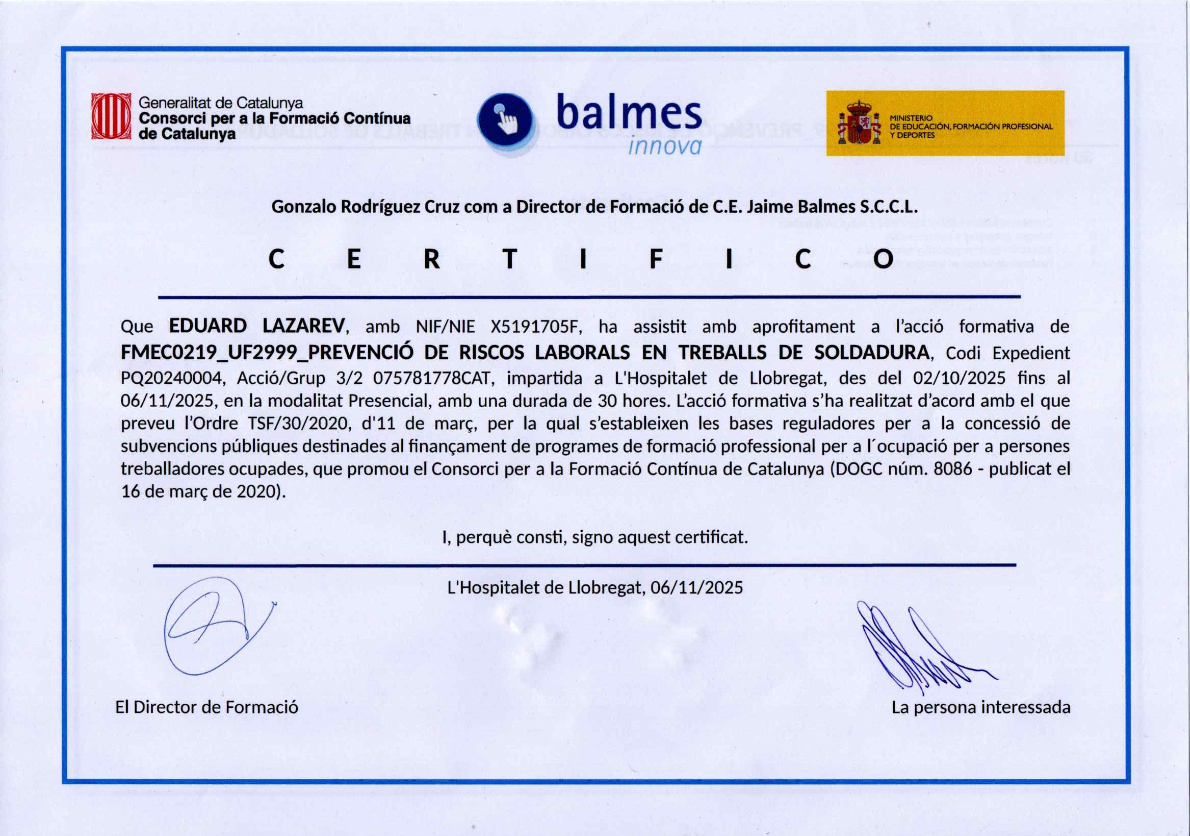 Generalitat de Catalunya
Consorci per a la Formació Contínua
de Catalunya
balmes
innova
MINISTERIO
DE EDUCACIÓN, FORMACIÓN PROFESIONAL
Y DEPORTES
Gonzalo Rodríguez Cruz com a Director de Formació de C.E. Jaime Balmes S.C.C.L.
C E R T I F I C O
Que EDUARD LAZAREV, amb NIF/NIE X5191705F, ha assistit amb aprofitament a l’acció formativa de
FMEC0219_UF2999_PREVENCIÓ DE RISCOS LABORALS EN TREBALLS DE SOLDADURA, Codi Expedient
PQ20240004, Acció/Grup 3/2 075781778CAT, impartida a L'Hospitalet de Llobregat, des del 02/10/2025 fins al
06/11/2025, en la modalitat Presencial, amb una durada de 30 hores. L’acció formativa s’ha realitzat d’acord amb el que
preveu l’Ordre TSF/30/2020, d'11 de març, per la qual s’estableixen les bases reguladores per a la concessió de
subvencions públiques destinades al finançament de programes de formació professional per a l´ocupació per a persones
treballadores ocupades, que promou el Consorci per a la Formació Contínua de Catalunya (DOGC núm. 8086 - publicat el
16 de març de 2020).
I, perquè consti, signo aquest certificat.
L'Hospitalet de Llobregat, 06/11/2025
El Director de Formació
La persona interessada